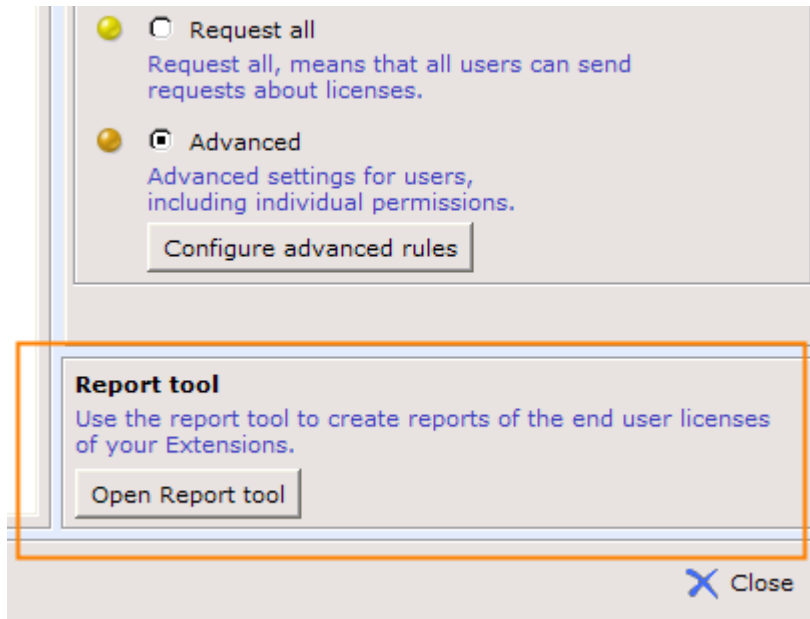 Request all
Request all, means that all users can send
requests about licenses.
Advanced
Advanced settings for users,
including individual permissions.
Configure advanced rules
Report tool
Use the report tool to create reports of the end user licenses
of your Extensions.
Open Report tool
Close